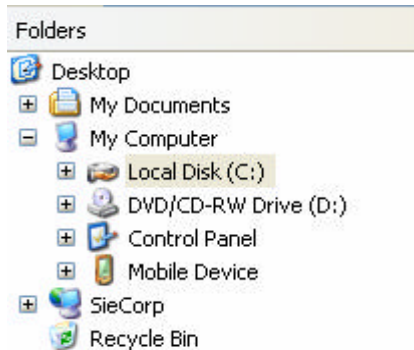 Folders
Desktop
My Documents
My Computer
Local Disk (C:)
DVD/CD-RW Drive (D:)
Control Panel
Mobile Device
SieCorp
Recycle Bin